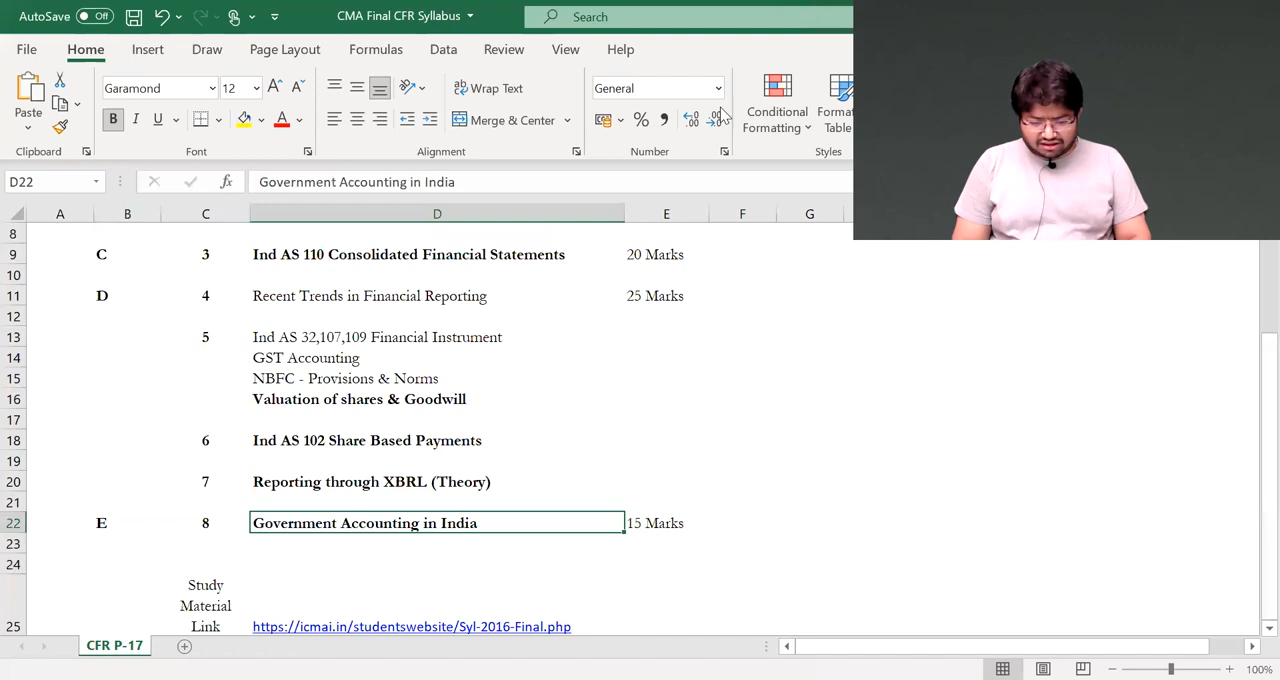 AutoSave Off CMA Final CFR Syllabus Search
File Home Insert Draw Page Layout Formulas Data Review View Help
Garamond 12 A A Wrap Text General
Paste B I U A Merge & Center % Conditional Formatting Format Table
Clipboard Font Alignment Number Styles
D22 fx Government Accounting in India
A B C D E F G
8
9 C 3 Ind AS 110 Consolidated Financial Statements 20 Marks
10
11 D 4 Recent Trends in Financial Reporting 25 Marks
12
13 5 Ind AS 32,107,109 Financial Instrument
14 GST Accounting
15 NBFC - Provisions & Norms
16 Valuation of shares & Goodwill
17
18 6 Ind AS 102 Share Based Payments
19
20 7 Reporting through XBRL (Theory)
21
22 E 8 Government Accounting in India 15 Marks
23
24
Study
Material
25 Link https://icmai.in/studentswebsite/Syl-2016-Final.php
CFR P-17
100%